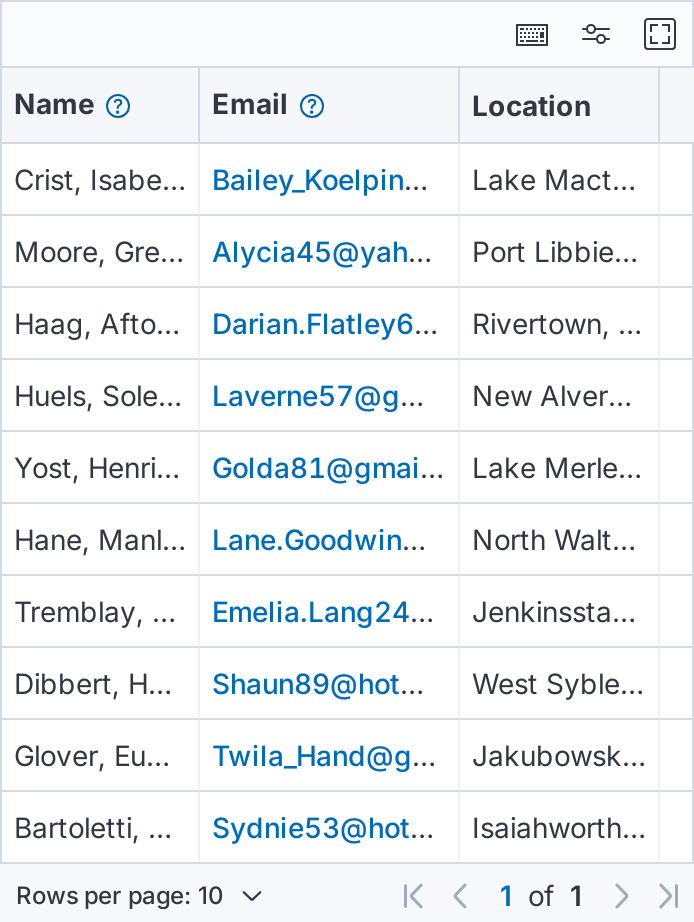 Name Email Location
Crist, Isabe... Bailey_Koelpin... Lake Mact...
Moore, Gre... Alycia45@yah... Port Libbie...
Haag, Afto... Darian.Flatley6... Rivertown, ...
Huels, Sole... Laverne57@g... New Alver...
Yost, Henri... Golda81@gmai... Lake Merle...
Hane, Manl... Lane.Goodwin... North Walt...
Tremblay, ... Emelia.Lang24... Jenkinssta...
Dibbert, H... Shaun89@hot... West Syble...
Glover, Eu... Twila_Hand@g... Jakubowsk...
Bartoletti, ... Sydnie53@hot... Isaiahworth...
Rows per page: 10 1 of 1